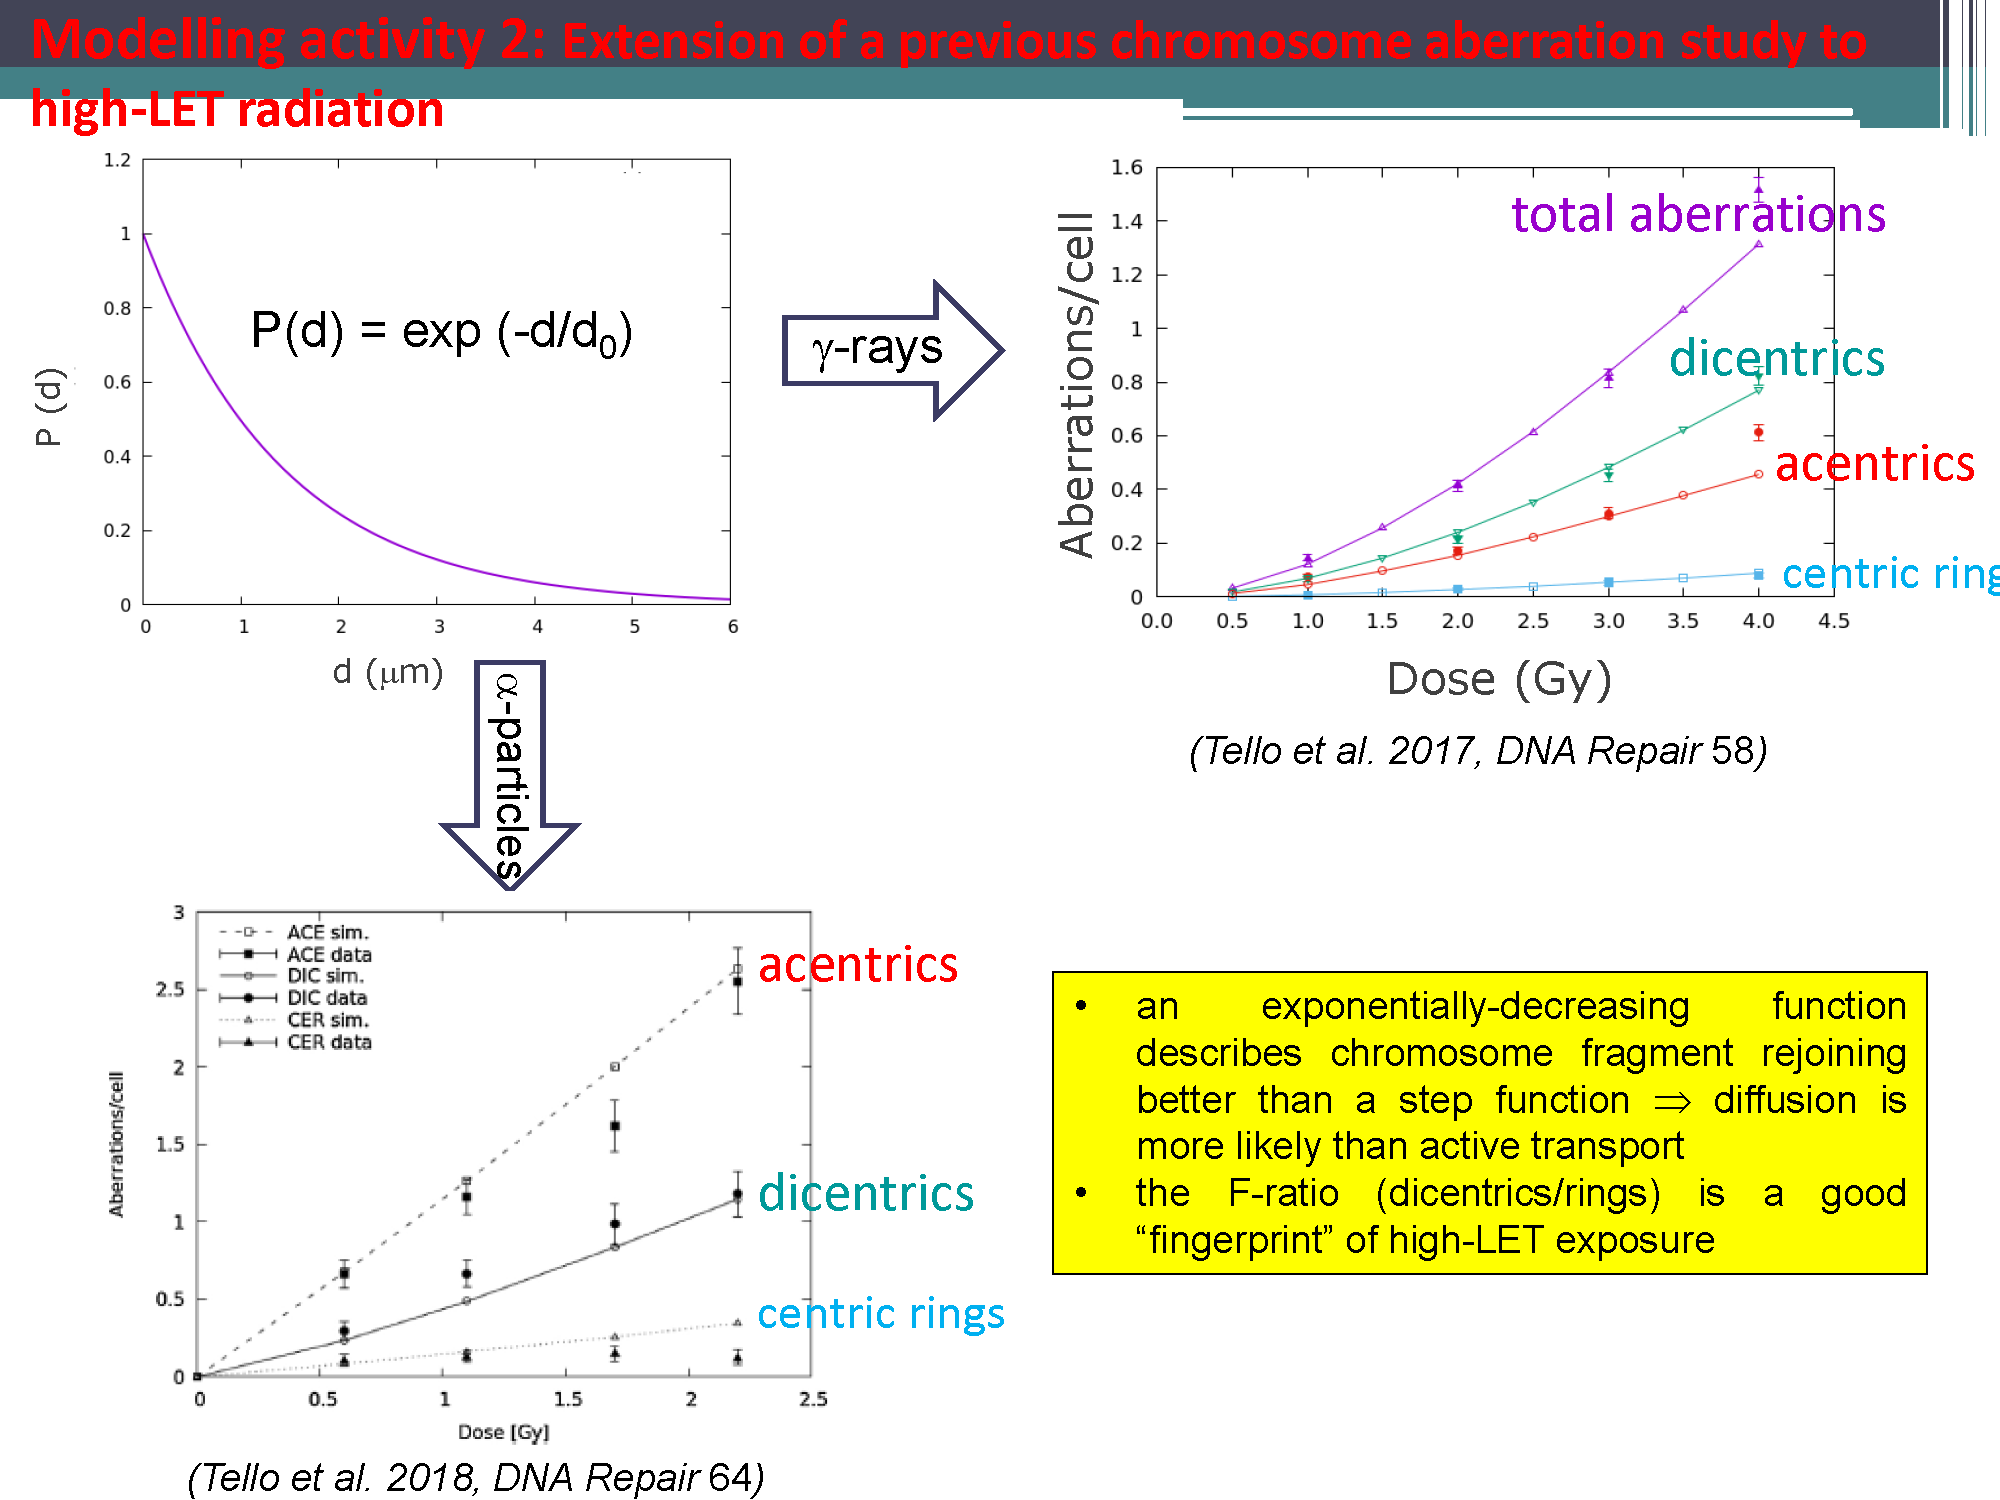 Modelling activity 2: Extension of a previous chromosome aberration study to
high-LET radiation
1.2
1
0.8
0.6
0.4
0.2
0
0 1 2 3 4 5 6
P (d)
d (μm)
P(d) = exp (-d/d0)
γ-rays
1.6
1.4
1.2
1
0.8
0.6
0.4
0.2
0
0.0 0.5 1.0 1.5 2.0 2.5 3.0 3.5 4.0 4.5
Aberrations/cell
Dose (Gy)
total aberrations
dicentrics
acentrics
centric ring
(Tello et al. 2017, DNA Repair 58)
α-particles
3
2.5
2
1.5
1
0.5
0
0 0.5 1 1.5 2 2.5
Aberrations/cell
Dose [Gy]
ACE sim.
ACE data
DIC sim.
DIC data
CER sim.
CER data
acentrics
dicentrics
centric rings
(Tello et al. 2018, DNA Repair 64)
• an exponentially-decreasing function
describes chromosome fragment rejoining
better than a step function ⇒ diffusion is
more likely than active transport
• the F-ratio (dicentrics/rings) is a good
“fingerprint” of high-LET exposure